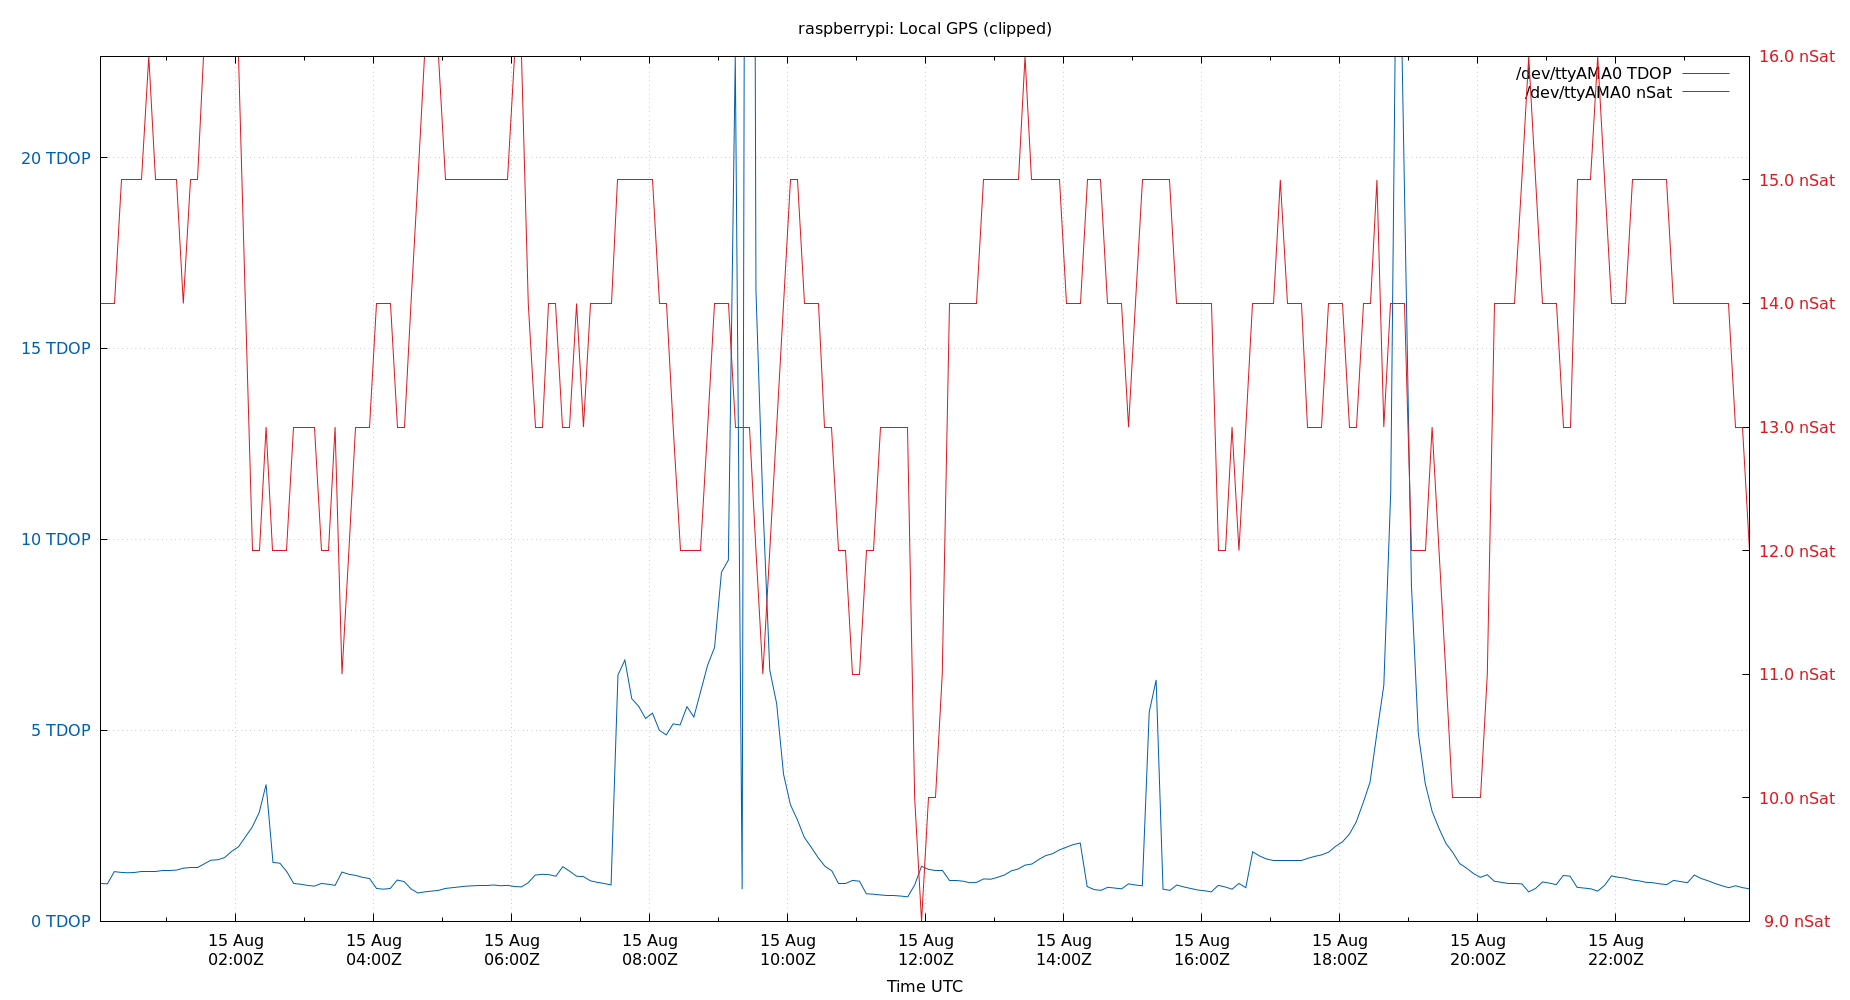 raspberrypi: Local GPS (clipped)
16.0 nSat
/dev/ttyAMA0 TDOP
/dev/ttyAMA0 nSat
20 TDOP
15.0 nSat
14.0 nSat
15 TDOP
13.0 nSat
10 TDOP
12.0 nSat
11.0 nSat
5 TDOP
10.0 nSat
0 TDOP
9.0 nSat
15 Aug 15 Aug 15 Aug 15 Aug 15 Aug 15 Aug 15 Aug 15 Aug 15 Aug 15 Aug 15 Aug
02:00Z 04:00Z 06:00Z 08:00Z 10:00Z 12:00Z 14:00Z 16:00Z 18:00Z 20:00Z 22:00Z
Time UTC